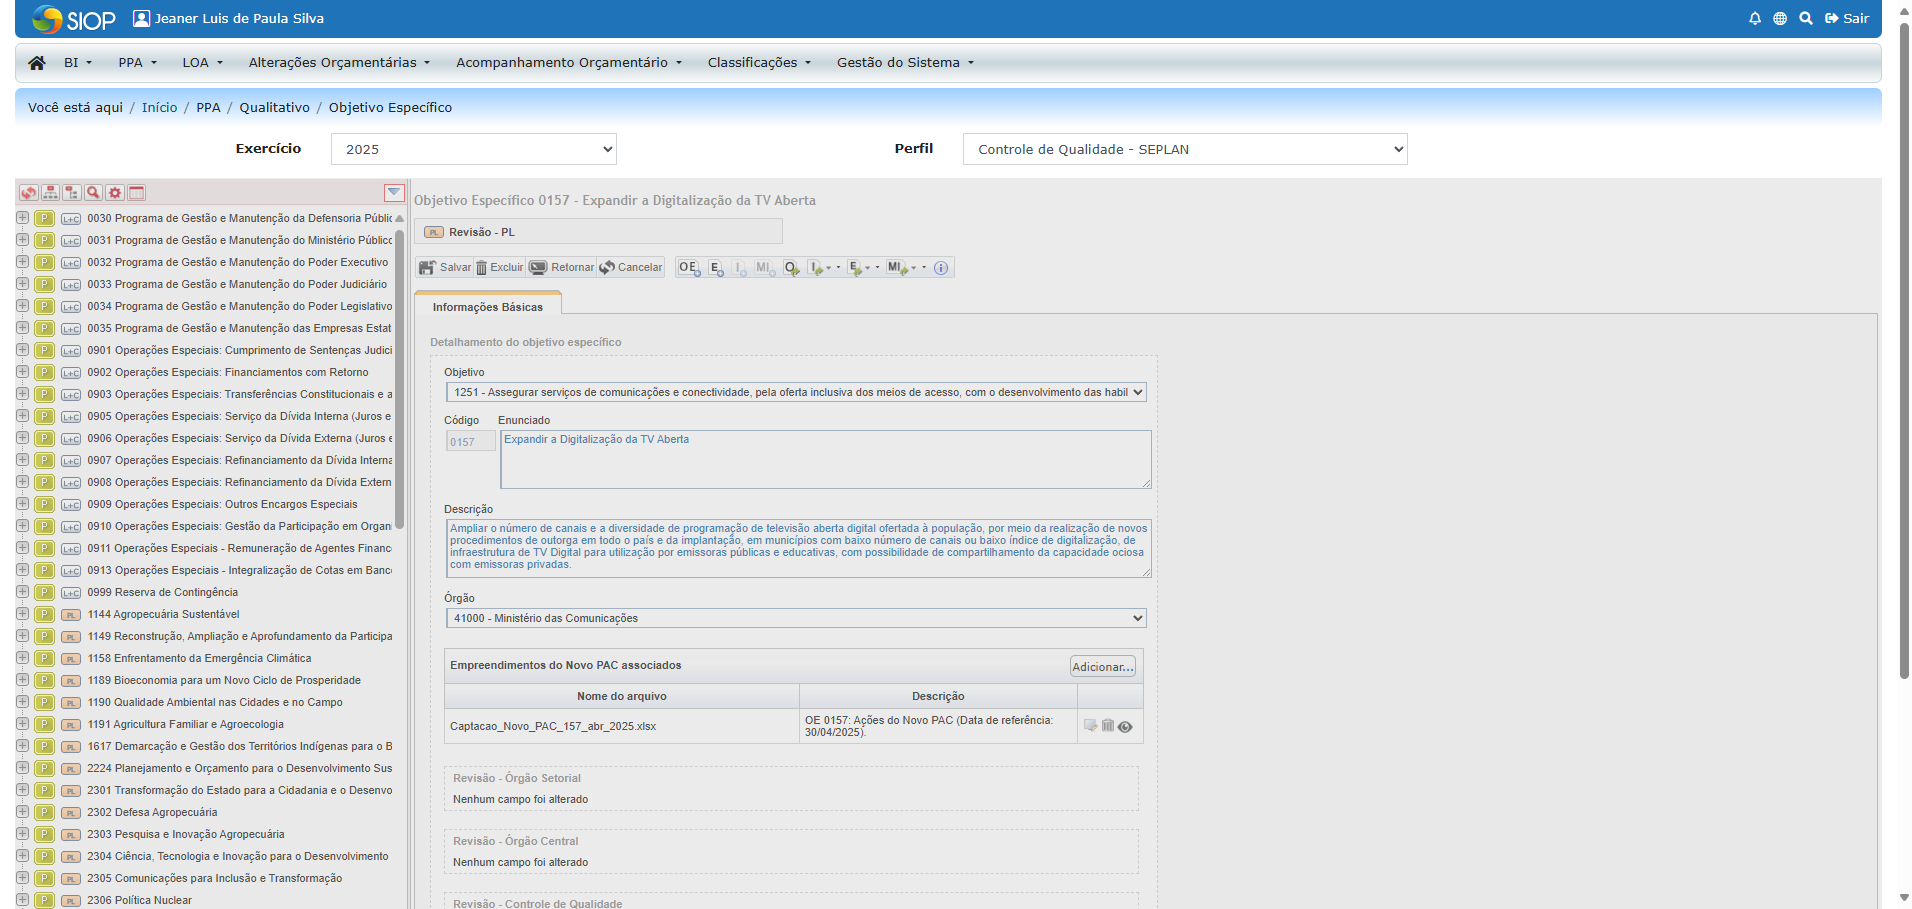 SIOP Jeaner Luis de Paula Silva Sair
BI PPA LOA Alterações Orçamentárias Acompanhamento Orçamentário Classificações Gestão do Sistema
Você está aqui / Início / PPA / Qualitativo / Objetivo Específico
Exercício 2025 Perfil Controle de Qualidade - SEPLAN
P L+C 0030 Programa de Gestão e Manutenção da Defensoria Públic
P L+C 0031 Programa de Gestão e Manutenção do Ministério Público
P L+C 0032 Programa de Gestão e Manutenção do Poder Executivo
P L+C 0033 Programa de Gestão e Manutenção do Poder Judiciário
P L+C 0034 Programa de Gestão e Manutenção do Poder Legislativo
P L+C 0035 Programa de Gestão e Manutenção das Empresas Estat
P L+C 0901 Operações Especiais: Cumprimento de Sentenças Judici
P L+C 0902 Operações Especiais: Financiamentos com Retorno
P L+C 0903 Operações Especiais: Transferências Constitucionais e a
P L+C 0905 Operações Especiais: Serviço da Dívida Interna (Juros e
P L+C 0906 Operações Especiais: Serviço da Dívida Externa (Juros e
P L+C 0907 Operações Especiais: Refinanciamento da Dívida Interna
P L+C 0908 Operações Especiais: Refinanciamento da Dívida Extern
P L+C 0909 Operações Especiais: Outros Encargos Especiais
P L+C 0910 Operações Especiais: Gestão da Participação em Organi
P L+C 0911 Operações Especiais - Remuneração de Agentes Financ
P L+C 0913 Operações Especiais - Integralização de Cotas em Banc
P L+C 0999 Reserva de Contingência
P PL 1144 Agropecuária Sustentável
P PL 1149 Reconstrução, Ampliação e Aprofundamento da Participa
P PL 1158 Enfrentamento da Emergência Climática
P PL 1189 Bioeconomia para um Novo Ciclo de Prosperidade
P PL 1190 Qualidade Ambiental nas Cidades e no Campo
P PL 1191 Agricultura Familiar e Agroecologia
P PL 1617 Demarcação e Gestão dos Territórios Indígenas para o B
P PL 2224 Planejamento e Orçamento para o Desenvolvimento Sus
P PL 2301 Transformação do Estado para a Cidadania e o Desenvo
P PL 2302 Defesa Agropecuária
P PL 2303 Pesquisa e Inovação Agropecuária
P PL 2304 Ciência, Tecnologia e Inovação para o Desenvolvimento
P PL 2305 Comunicações para Inclusão e Transformação
P PL 2306 Política Nuclear
Objetivo Específico 0157 - Expandir a Digitalização da TV Aberta
PL Revisão - PL
Salvar Excluir Retornar Cancelar OE E I MI O I E MI
Informações Básicas
Detalhamento do objetivo específico
Objetivo
1251 - Assegurar serviços de comunicações e conectividade, pela oferta inclusiva dos meios de acesso, com o desenvolvimento das habil
Código Enunciado
0157 Expandir a Digitalização da TV Aberta
Descrição
Ampliar o número de canais e a diversidade de programação de televisão aberta digital ofertada à população, por meio da realização de novos
procedimentos de outorga em todo o país e da implantação, em municípios com baixo número de canais ou baixo índice de digitalização, de
infraestrutura de TV Digital para utilização por emissoras públicas e educativas, com possibilidade de compartilhamento da capacidade ociosa
com emissoras privadas.
Órgão
41000 - Ministério das Comunicações
Empreendimentos do Novo PAC associados Adicionar...
Nome do arquivo Descrição
Captacao_Novo_PAC_157_abr_2025.xlsx OE 0157: Ações do Novo PAC (Data de referência:
30/04/2025).
Revisão - Órgão Setorial
Nenhum campo foi alterado
Revisão - Órgão Central
Nenhum campo foi alterado
Revisão - Controle de Qualidade